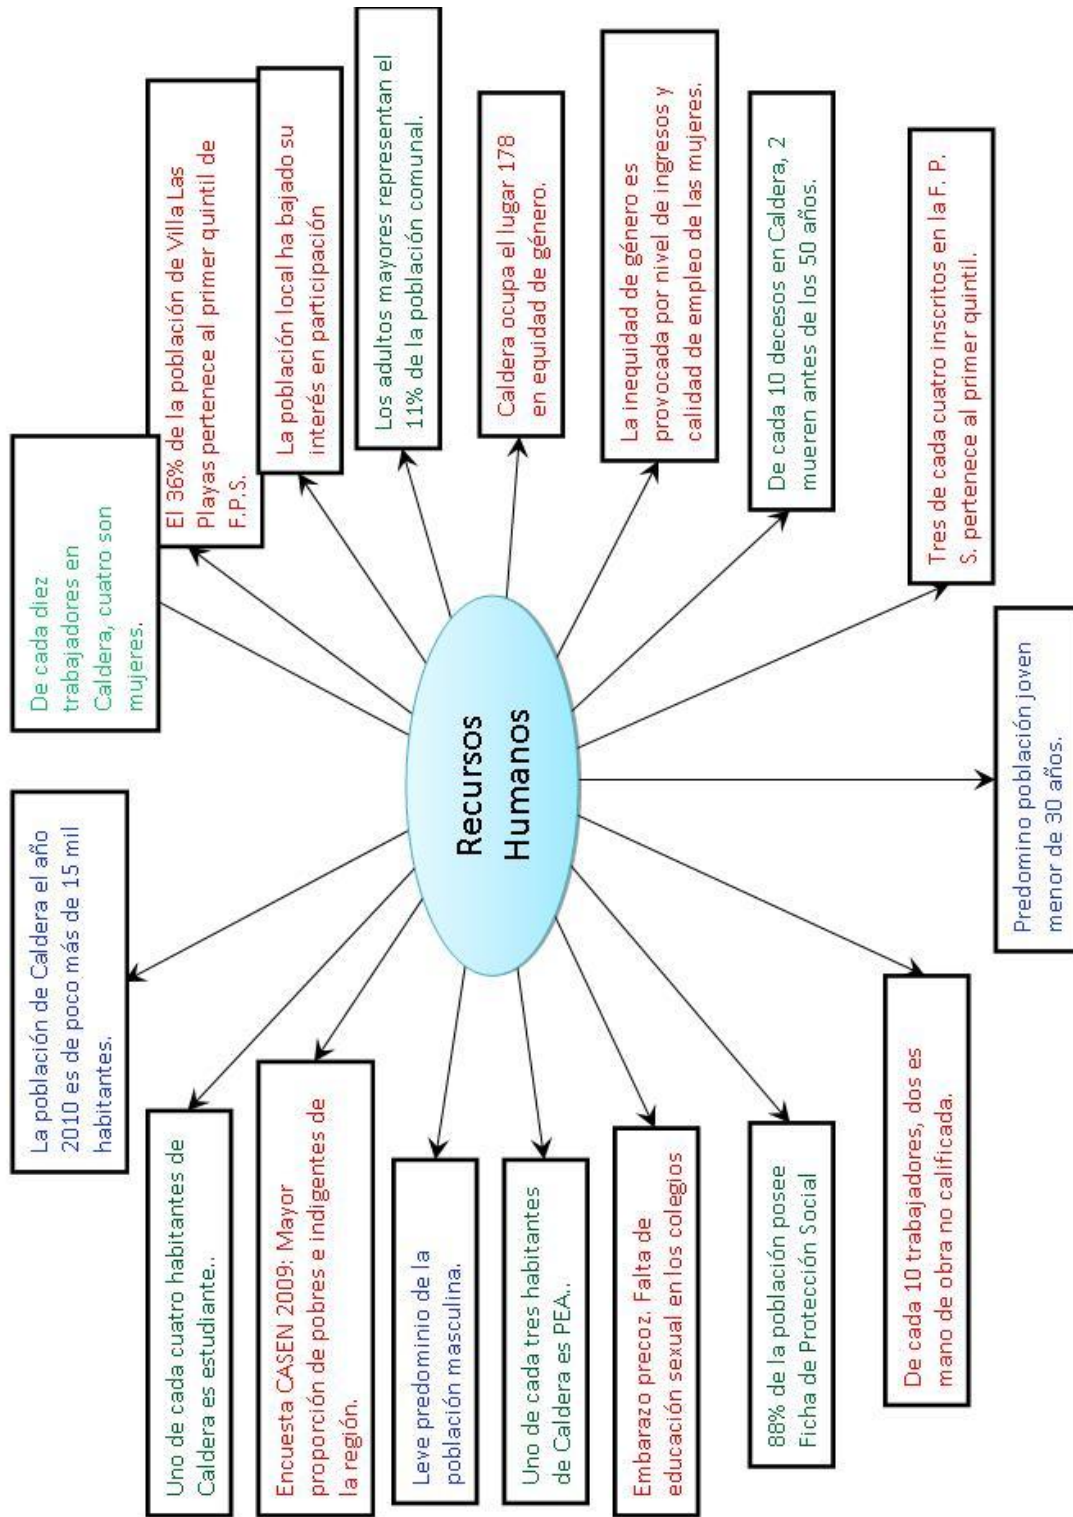 La población de Caldera el año
2010 es de poco más de 15 mil
habitantes.
De cada diez
trabajadores en
Caldera, cuatro son
mujeres.
Uno de cada cuatro habitantes de
Caldera es estudiante..
El 36% de la población de Villa Las
Playas pertenece al primer quintil de
F.P.S.
Encuesta CASEN 2009: Mayor
proporción de pobres e indigentes de
la región.
La población local ha bajado su
interés en participación
Leve predominio de la
población masculina.
Los adultos mayores representan el
11% de la población comunal.
Recursos
Humanos
Uno de cada tres habitantes
de Caldera es PEA..
Caldera ocupa el lugar 178
en equidad de género.
Embarazo precoz. Falta de
educación sexual en los colegios
La inequidad de género es
provocada por nivel de ingresos y
calidad de empleo de las mujeres.
88% de la población posee
Ficha de Protección Social
De cada 10 decesos en Caldera, 2
mueren antes de los 50 años.
De cada 10 trabajadores, dos es
mano de obra no calificada.
Tres de cada cuatro inscritos en la F. P.
S. pertenece al primer quintil.
Predomino población joven
menor de 30 años.